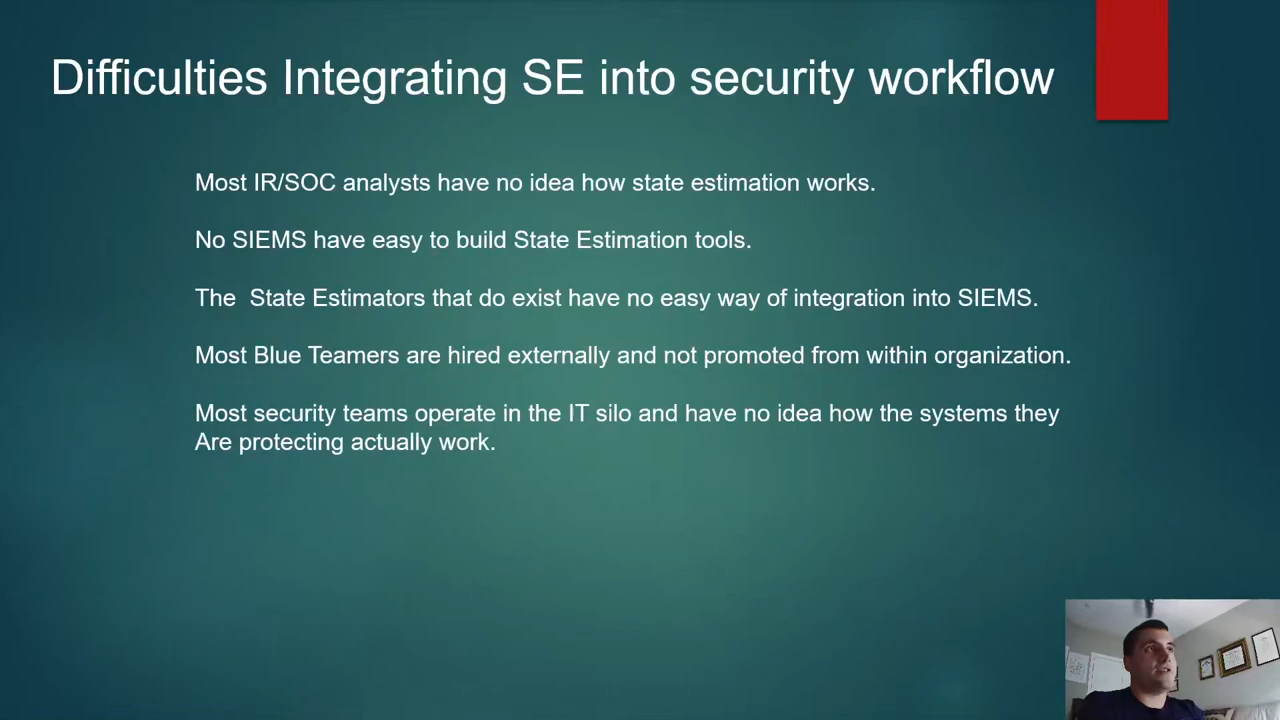 Difficulties Integrating SE into security workflow
Most IR/SOC analysts have no idea how state estimation works.
No SIEMS have easy to build State Estimation tools.
The  State Estimators that do exist have no easy way of integration into SIEMS.
Most Blue Teamers are hired externally and not promoted from within organization.
Most security teams operate in the IT silo and have no idea how the systems they
Are protecting actually work.